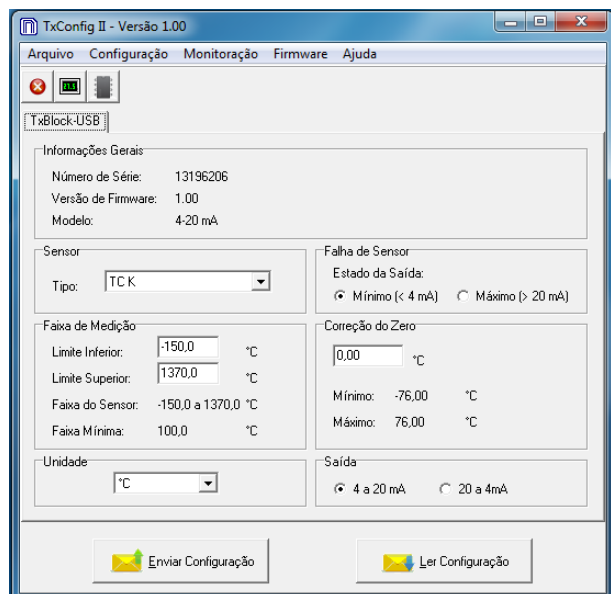 TxConfig II - Versão 1.00
Arquivo Configuração Monitoração Firmware Ajuda
TxBlock-USB
Informações Gerais
Número de Série: 13196206
Versão de Firmware: 1.00
Modelo: 4-20 mA
Sensor
Tipo: TC K
Falha de Sensor
Estado da Saída:
Mínimo (< 4 mA) Máximo (> 20 mA)
Faixa de Medição
Limite Inferior: -150,0 °C
Limite Superior: 1370,0 °C
Faixa do Sensor: -150,0 a 1370,0 °C
Faixa Mínima: 100,0 °C
Correção do Zero
0,00 °C
Mínimo: -76,00 °C
Máximo: 76,00 °C
Unidade
°C
Saída
4 a 20 mA 20 a 4mA
Enviar Configuração
Ler Configuração